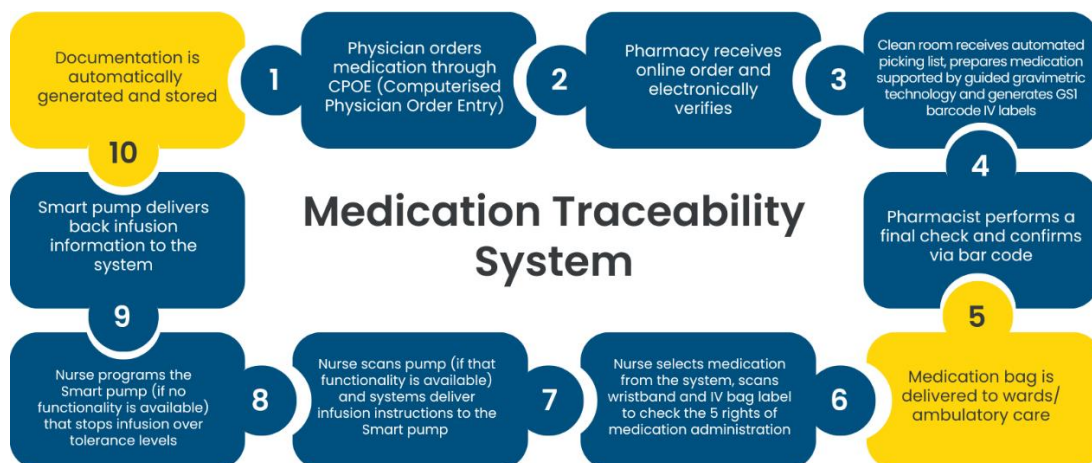 Documentation is
automatically
generated and stored
1
Physician orders
medication through
CPOE (Computerised
Physician Order Entry)
2
Pharmacy receives
online order and
electronically
verifies
3
Clean room receives automated
picking list, prepares medication
supported by guided gravimetric
technology and generates GS1
barcode IV labels
10
4
Smart pump delivers
back infusion
information to the
system
Medication Traceability
System
Pharmacist performs a
final check and confirms
via bar code
9
5
Nurse programs the
Smart pump (if no
functionality is available)
that stops infusion over
tolerance levels
8
Nurse scans pump (if that
functionality is available)
and systems deliver
infusion instructions to the
Smart pump
7
Nurse selects medication
from the system, scans
wristband and IV bag label
to check the 5 rights of
medication administration
6
Medication bag is
delivered to wards/
ambulatory care